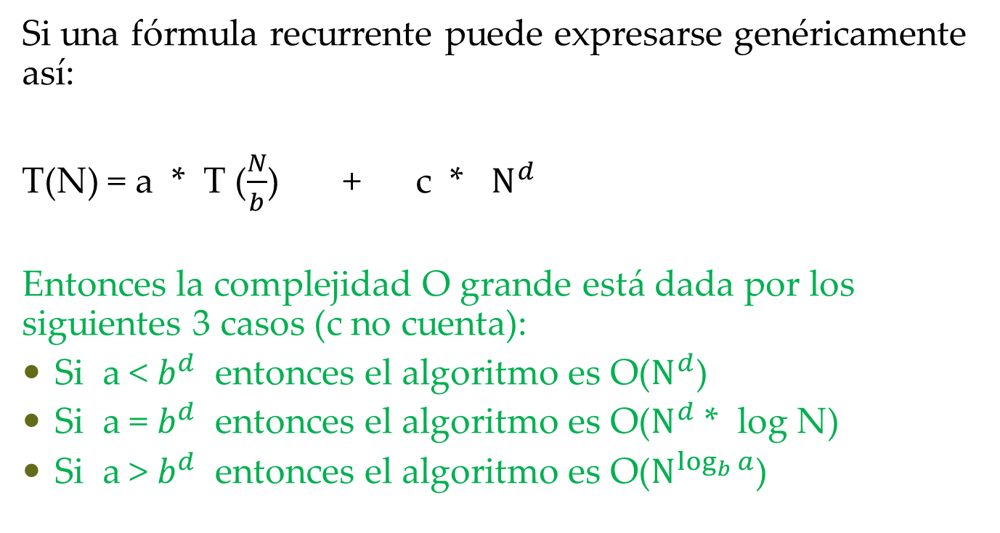 Si una fórmula recurrente puede expresarse genéricamente
así:
T(N) = a * T (N/b) + c * N^d
Entonces la complejidad O grande está dada por los
siguientes 3 casos (c no cuenta):
• Si a < b^d entonces el algoritmo es O(N^d)
• Si a = b^d entonces el algoritmo es O(N^d * log N)
• Si a > b^d entonces el algoritmo es O(N^(log_b a))